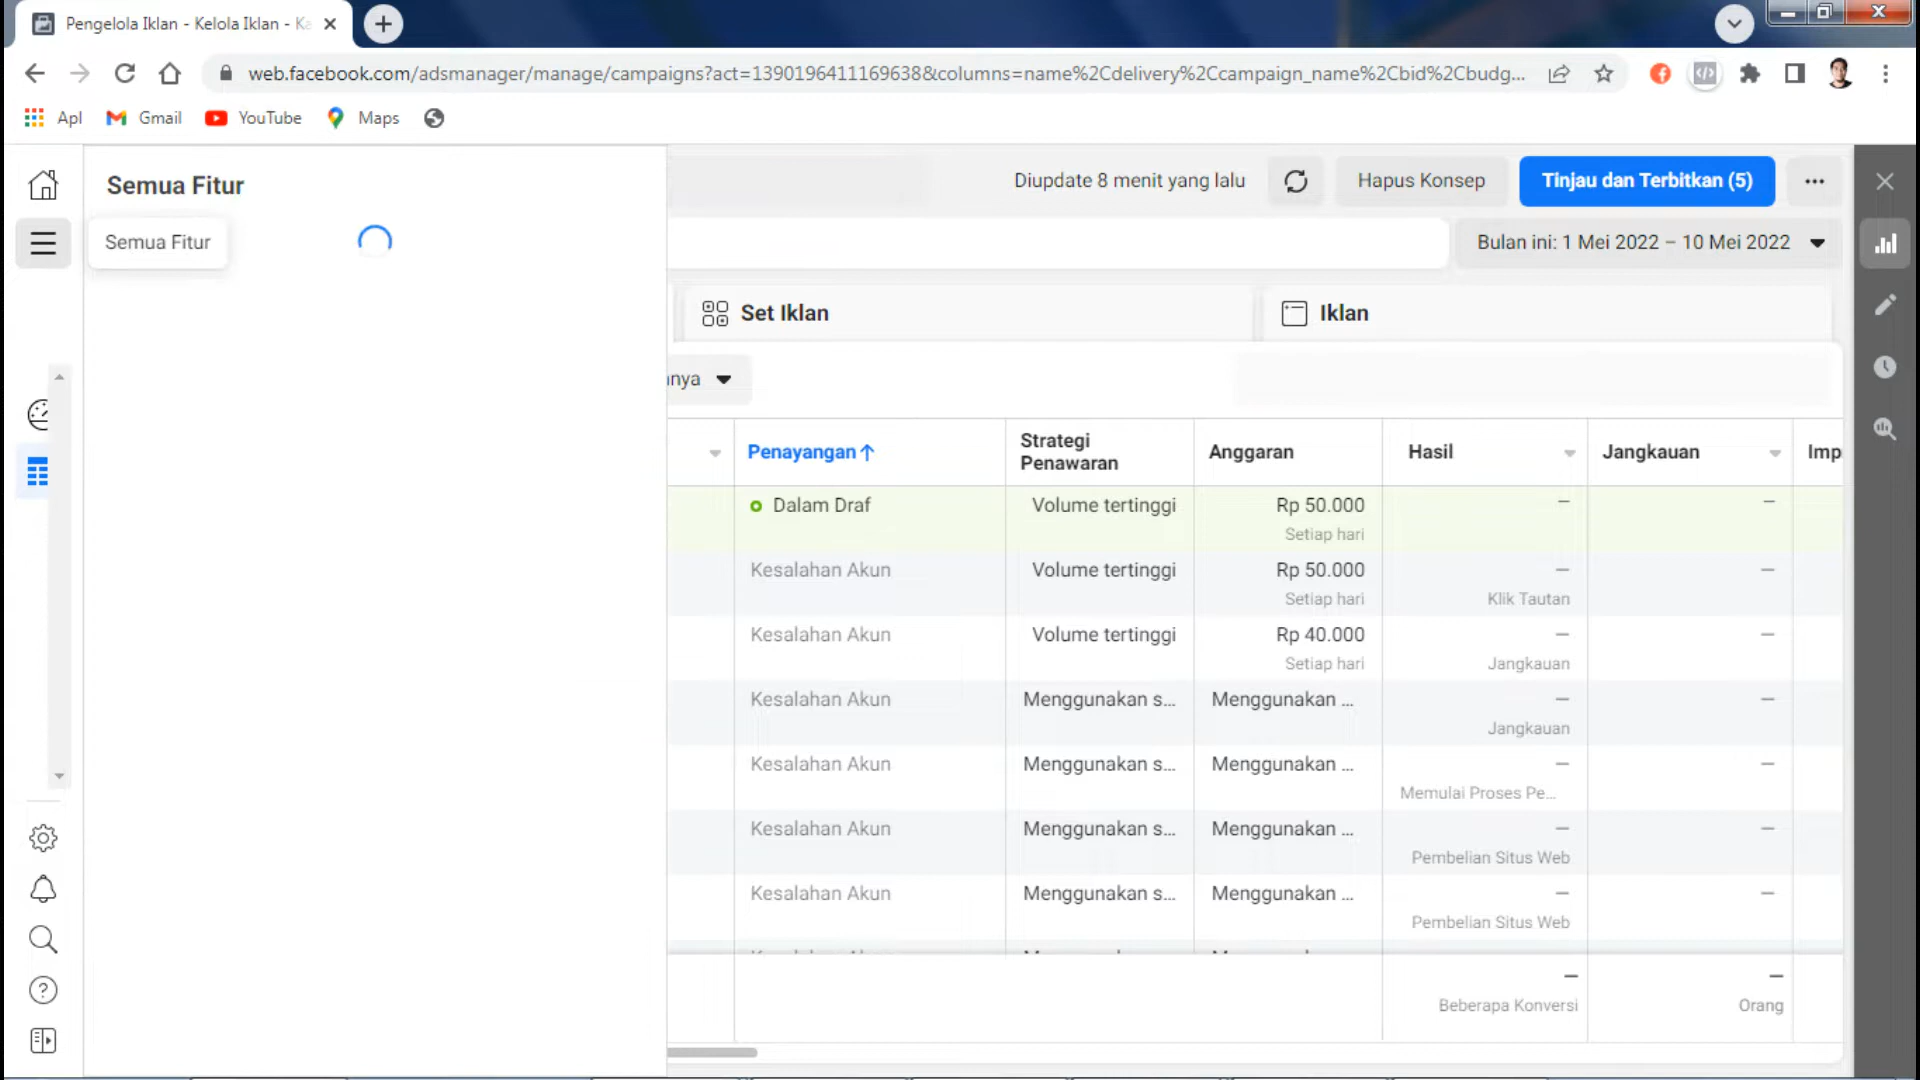 Pengelola Iklan - Kelola Iklan - Ka
web.facebook.com/adsmanager/manage/campaigns?act=1390196411169638&columns=name%2Cdelivery%2Ccampaign_name%2Cbid%2Cbudg...
Apl Gmail YouTube Maps
Semua Fitur
Diupdate 8 menit yang lalu Hapus Konsep Tinjau dan Terbitkan (5)
Semua Fitur
Bulan ini: 1 Mei 2022 – 10 Mei 2022
Set Iklan Iklan
nya
Penayangan↑ Strategi Penawaran Anggaran Hasil Jangkauan Imp
Dalam Draf Volume tertinggi Rp 50.000 — —
Setiap hari
Kesalahan Akun Volume tertinggi Rp 50.000 — —
Setiap hari Klik Tautan
Kesalahan Akun Volume tertinggi Rp 40.000 — —
Setiap hari Jangkauan
Kesalahan Akun Menggunakan s... Menggunakan ... — —
Jangkauan
Kesalahan Akun Menggunakan s... Menggunakan ... — —
Memulai Proses Pe...
Kesalahan Akun Menggunakan s... Menggunakan ... — —
Pembelian Situs Web
Kesalahan Akun Menggunakan s... Menggunakan ... — —
Pembelian Situs Web
— —
Beberapa Konversi Orang